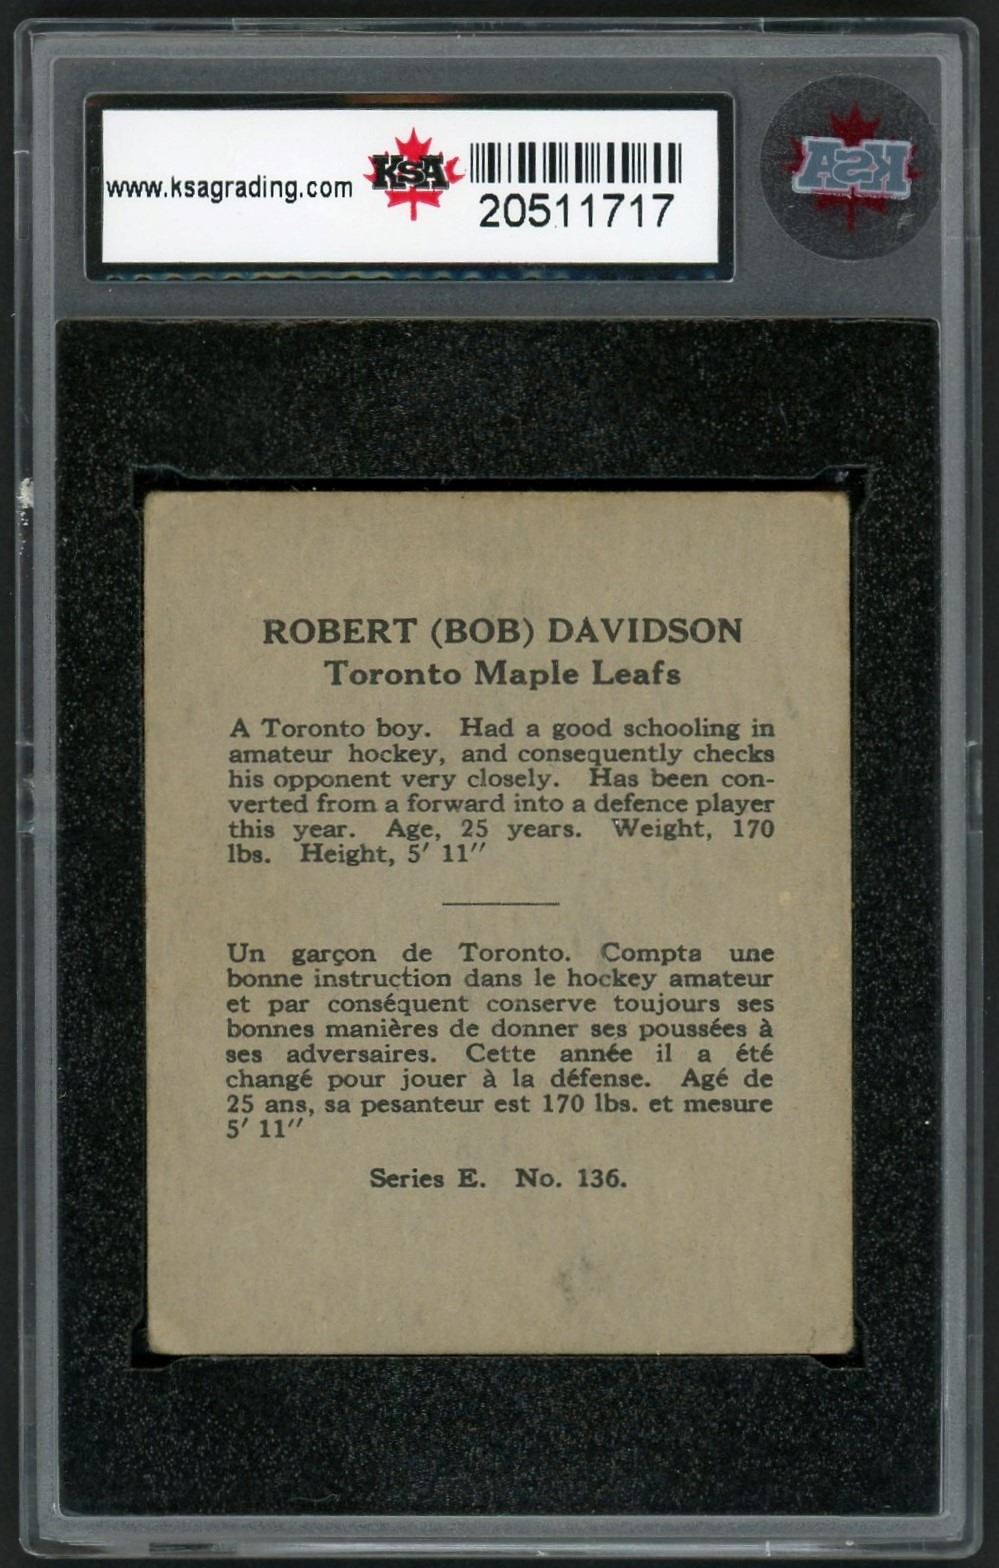 www.ksagrading.com
KSA
20511717
KSA
ROBERT (BOB) DAVIDSON
Toronto Maple Leafs
A Toronto boy. Had a good schooling in
amateur hockey, and consequently checks
his opponent very closely. Has been con-
verted from a forward into a defence player
this year. Age, 25 years. Weight, 170
lbs. Height, 5′ 11″
Un garçon de Toronto. Compta une
bonne instruction dans le hockey amateur
et par conséquent conserve toujours ses
bonnes manières de donner ses poussées à
ses adversaires. Cette année il a été
changé pour jouer à la défense. Agé de
25 ans, sa pesanteur est 170 lbs. et mesure
5′ 11″
Series E. No. 136.